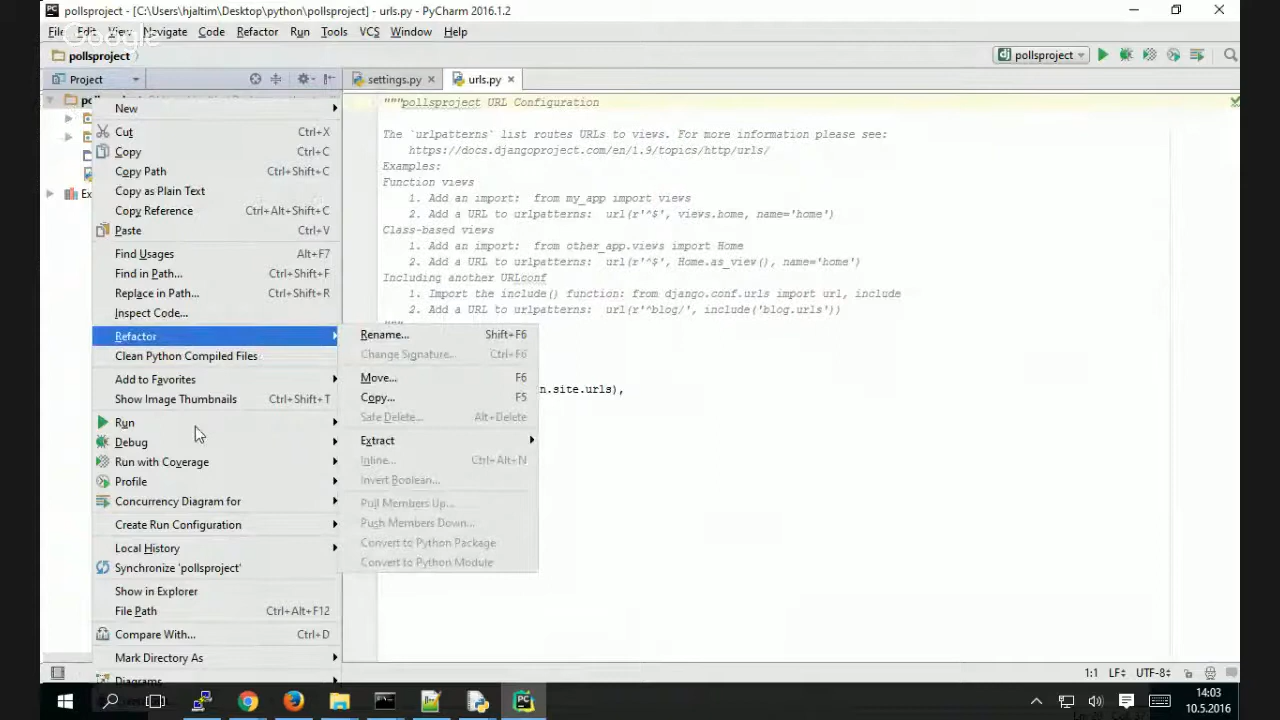 pollsproject - [C:\Users\hjaltim\Desktop\python\pollsproject] - urls.py - PyCharm 2016.1.2
File Edit View Navigate Code Refactor Run Tools VCS Window Help
Google
pollsproject
pollsproject
Project
settings.py
urls.py
New
Cut Ctrl+X
Copy Ctrl+C
Copy Path Ctrl+Shift+C
Copy as Plain Text
Copy Reference Ctrl+Alt+Shift+C
Paste Ctrl+V
Find Usages Alt+F7
Find in Path... Ctrl+Shift+F
Replace in Path... Ctrl+Shift+R
Inspect Code...
Refactor
Clean Python Compiled Files
Add to Favorites
Show Image Thumbnails Ctrl+Shift+T
Run
Debug
Run with Coverage
Profile
Concurrency Diagram for
Create Run Configuration
Local History
Synchronize 'pollsproject'
Show in Explorer
File Path Ctrl+Alt+F12
Compare With... Ctrl+D
Mark Directory As
Diagrams
Rename... Shift+F6
Change Signature... Ctrl+F6
Move... F6
Copy... F5
Safe Delete... Alt+Delete
Extract
Inline... Ctrl+Alt+N
Invert Boolean...
Pull Members Up...
Push Members Down...
Convert to Python Package
Convert to Python Module
"""pollsproject URL Configuration
The `urlpatterns` list routes URLs to views. For more information please see:
https://docs.djangoproject.com/en/1.9/topics/http/urls/
Examples:
Function views
1. Add an import:  from my_app import views
2. Add a URL to urlpatterns:  url(r'^$', views.home, name='home')
Class-based views
1. Add an import:  from other_app.views import Home
2. Add a URL to urlpatterns:  url(r'^$', Home.as_view(), name='home')
Including another URLconf
1. Import the include() function: from django.conf.urls import url, include
2. Add a URL to urlpatterns:  url(r'^blog/', include('blog.urls'))
"""
n.site.urls),
1:1 LF÷ UTF-8÷
14:03
10.5.2016